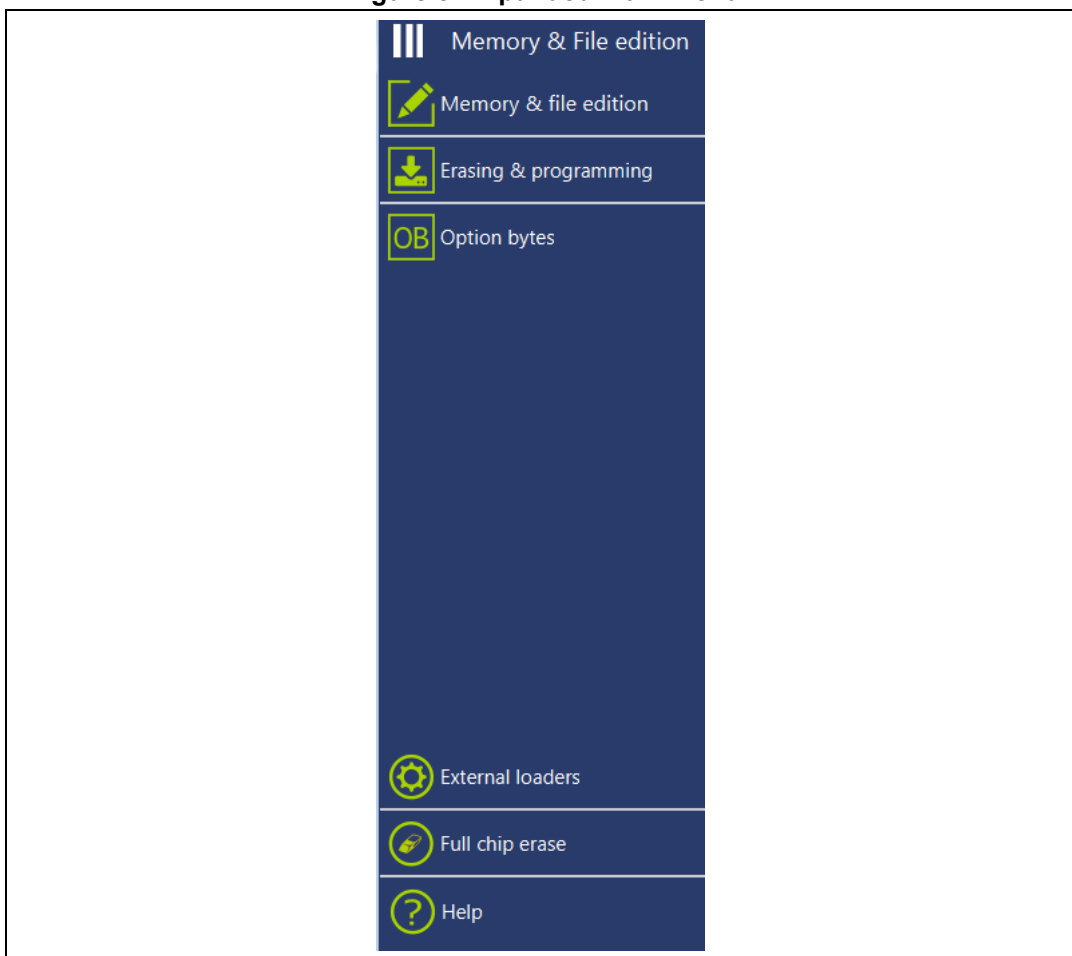 Memory & File edition
Memory & file edition
Erasing & programming
OB Option bytes
External loaders
Full chip erase
? Help